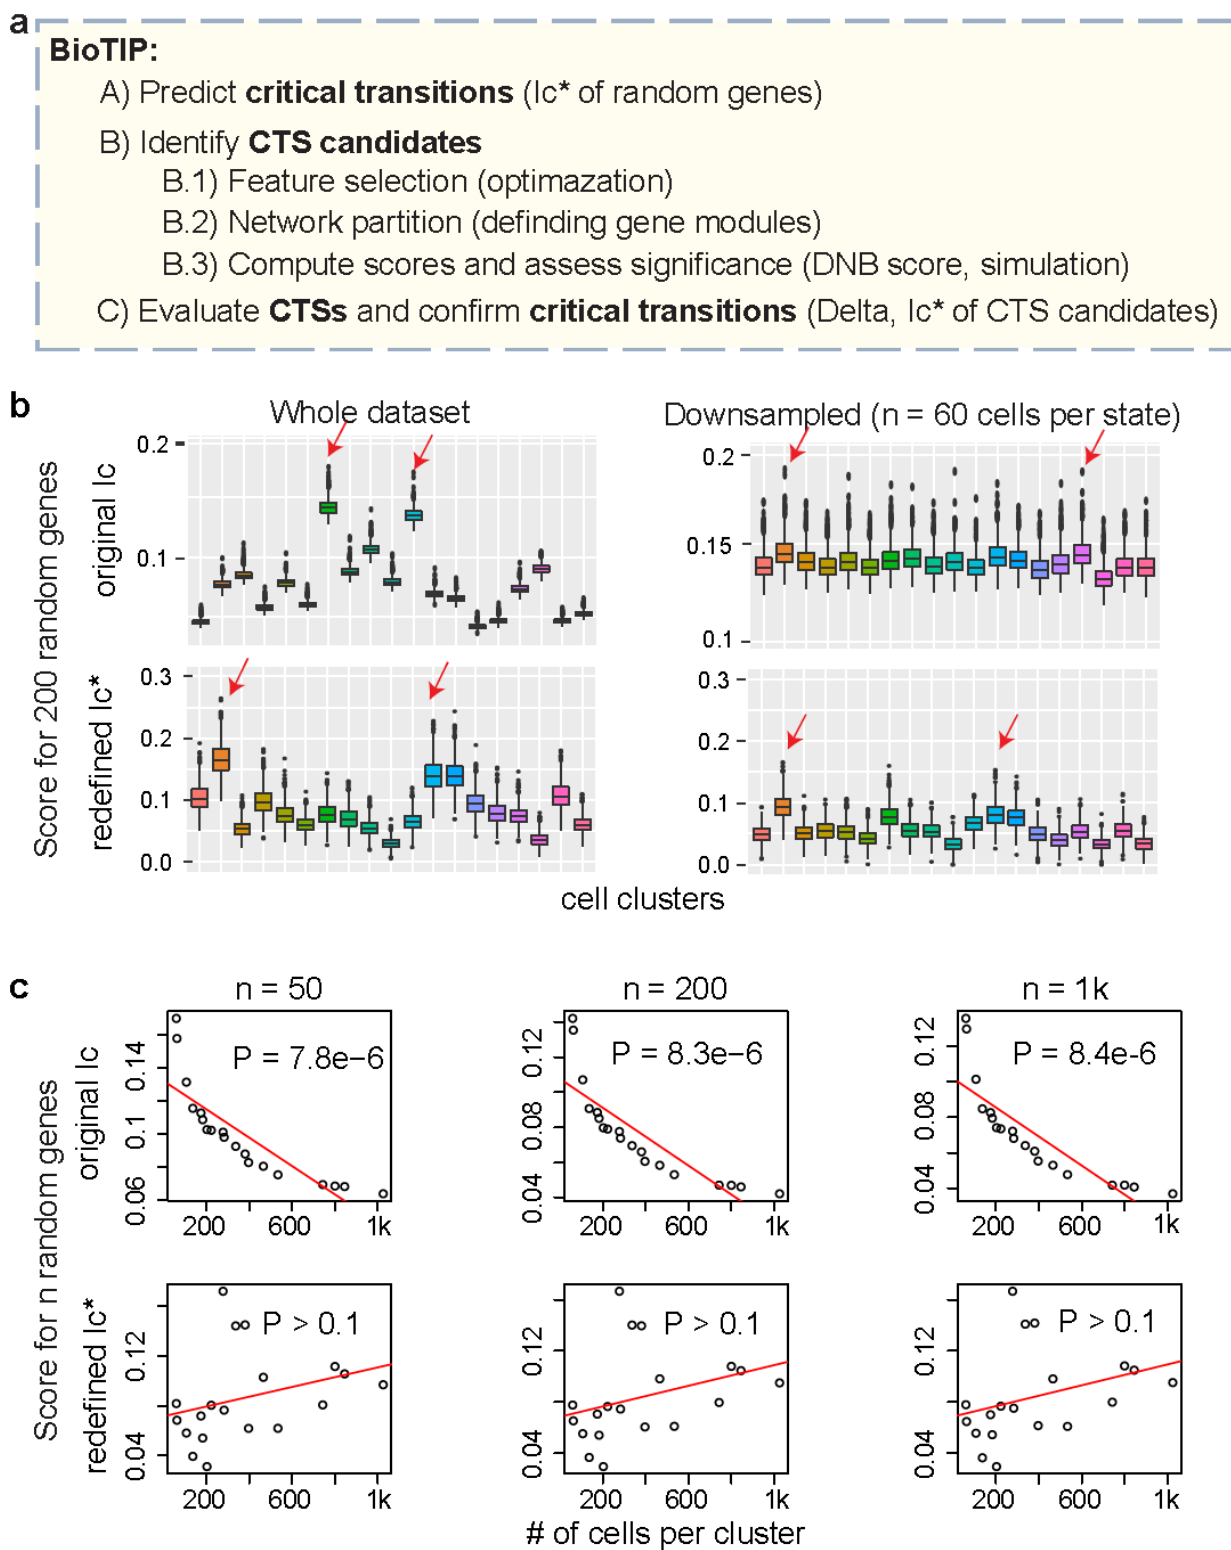 a
BioTIP:
A) Predict critical transitions (Ic* of random genes)
B) Identify CTS candidates
B.1) Feature selection (optimazation)
B.2) Network partition (definding gene modules)
B.3) Compute scores and assess significance (DNB score, simulation)
C) Evaluate CTSs and confirm critical transitions (Delta, Ic* of CTS candidates)
b
Whole dataset
Downsampled (n = 60 cells per state)
Score for 200 random genes
original Ic
0.2
0.1
0.2
0.15
0.1
refined Ic*
0.3
0.2
0.1
0.0
0.3
0.2
0.1
0.0
cell clusters
c
n = 50
n = 200
n = 1k
Score for n random genes
original Ic
0.14
0.1
0.06
P = 7.8e−6
200 600 1k
0.12
0.08
0.04
P = 8.3e−6
200 600 1k
0.12
0.08
0.04
P = 8.4e-6
200 600 1k
redefined Ic*
0.12
0.04
P > 0.1
200 600 1k
0.12
0.04
P > 0.1
200 600 1k
0.12
0.04
P > 0.1
200 600 1k
# of cells per cluster